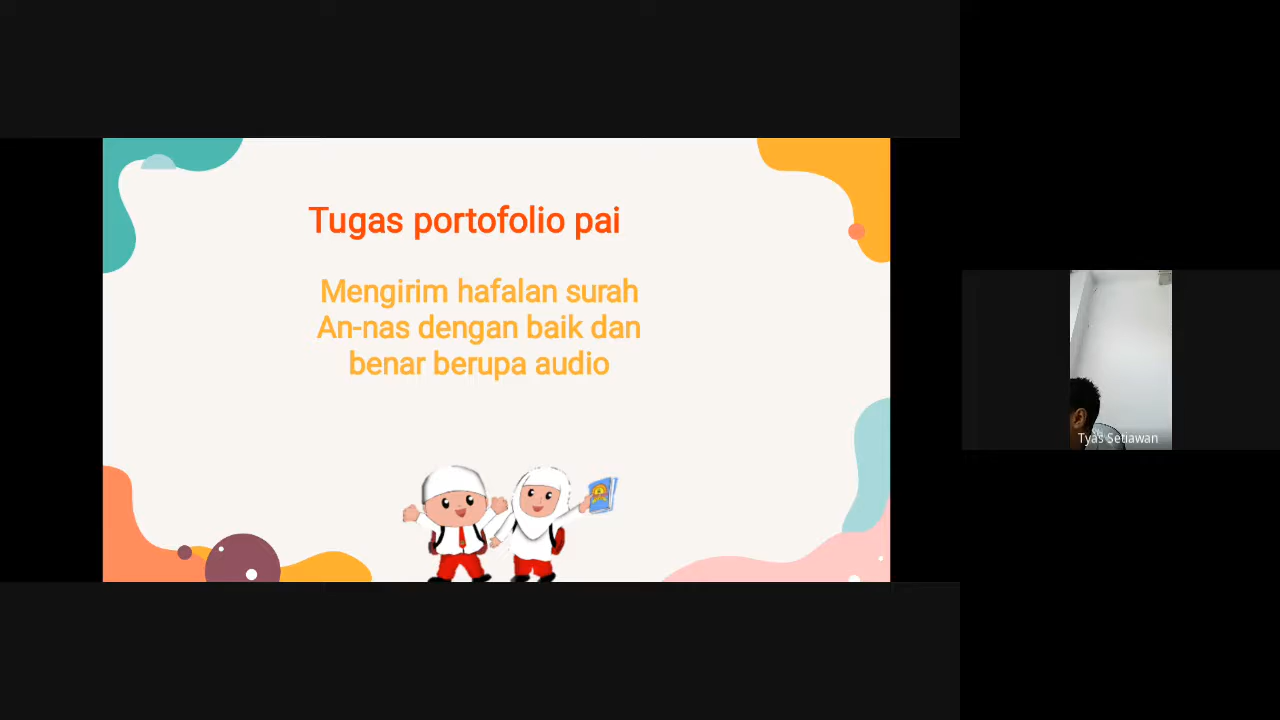 Tugas portofolio pai
Mengirim hafalan surah
An-nas dengan baik dan
benar berupa audio
Tyas Setiawan